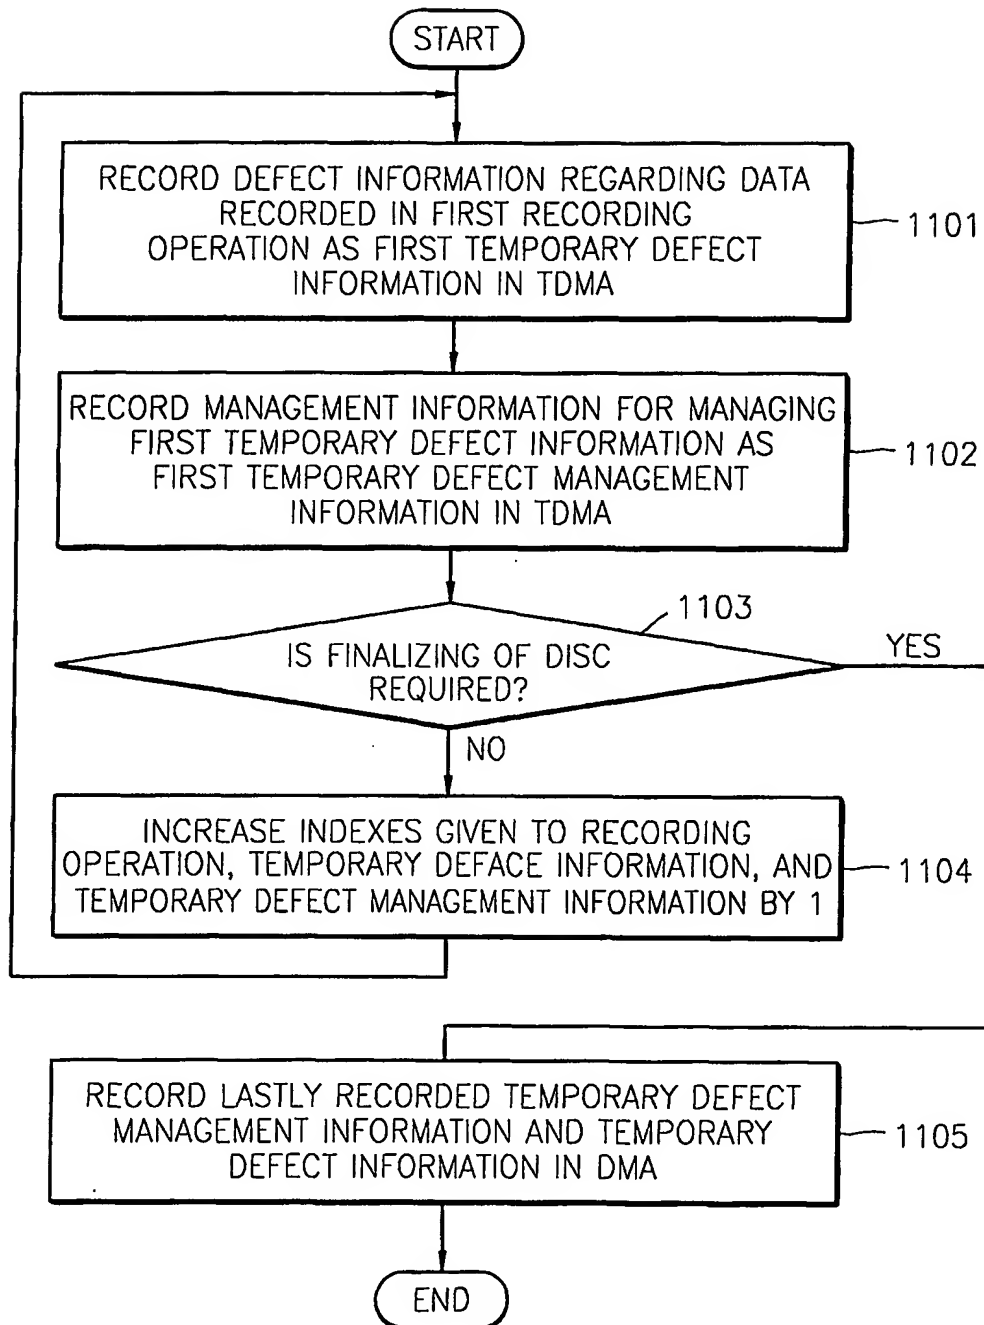 START
RECORD DEFECT INFORMATION REGARDING DATA
RECORDED IN FIRST RECORDING
OPERATION AS FIRST TEMPORARY DEFECT
INFORMATION IN TDMA
1101
RECORD MANAGEMENT INFORMATION FOR MANAGING
FIRST TEMPORARY DEFECT INFORMATION AS
FIRST TEMPORARY DEFECT MANAGEMENT
INFORMATION IN TDMA
1102
1103
IS FINALIZING OF DISC
REQUIRED?
YES
NO
INCREASE INDEXES GIVEN TO RECORDING
OPERATION, TEMPORARY DEFACE INFORMATION, AND
TEMPORARY DEFECT MANAGEMENT INFORMATION BY 1
1104
RECORD LASTLY RECORDED TEMPORARY DEFECT
MANAGEMENT INFORMATION AND TEMPORARY
DEFECT INFORMATION IN DMA
1105
END